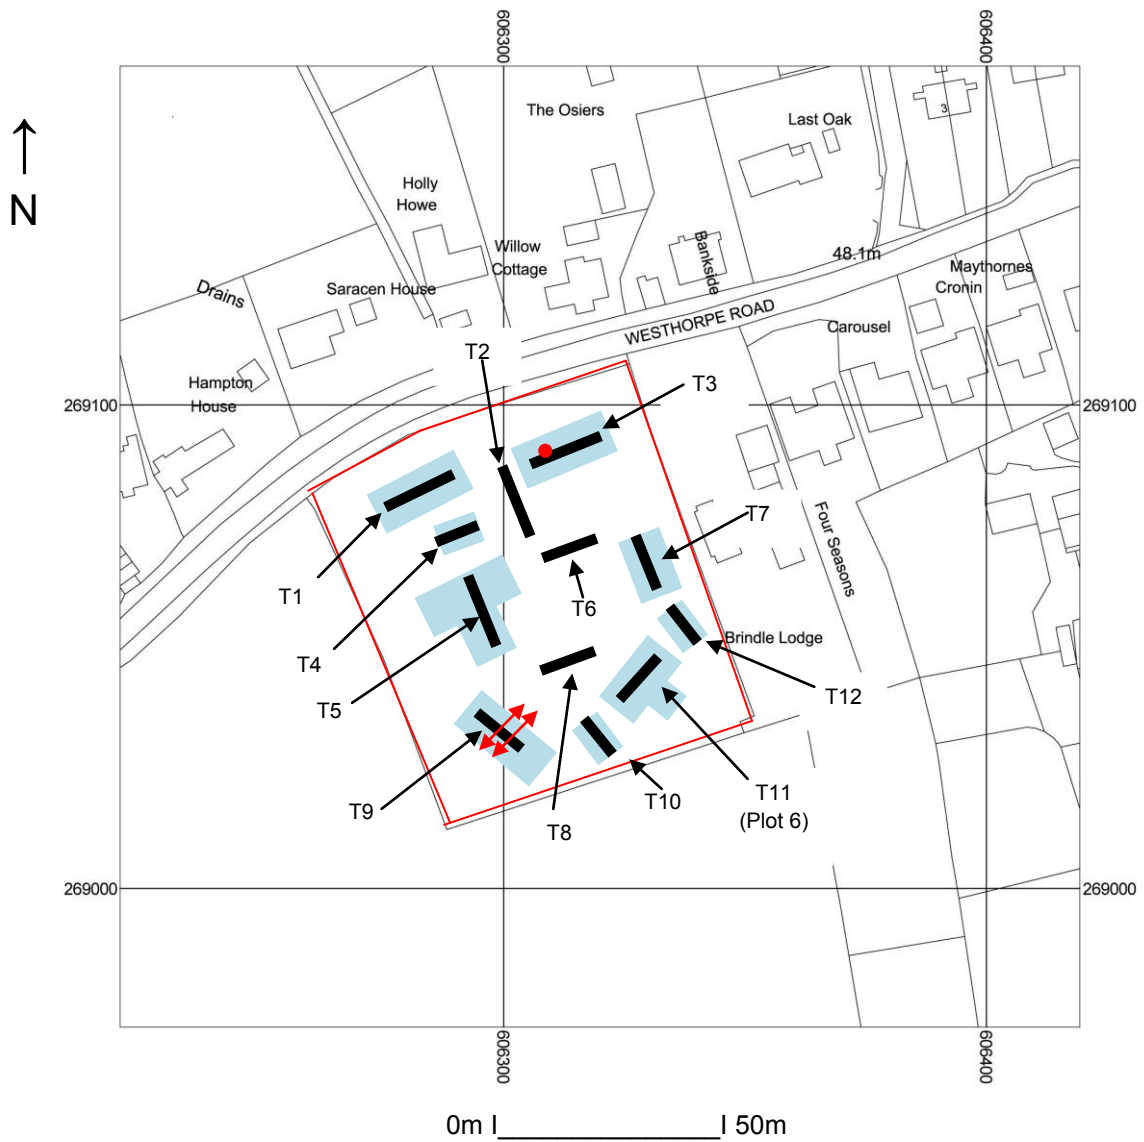 606300
606400
The Osiers
Last Oak
3
N
Holly
Howe
Willow
Cottage
Bankside
48.1m
Maythornes
Cronin
Drains
Saracen House
WESTHORPE ROAD
Carousel
Hampton
House
T2
T3
269100
269100
T7
Four Seasons
T1
T6
T4
Brindle Lodge
T5
T12
T9
T10
T11
(Plot 6)
T8
269000
269000
606300
606400
0m I________________I 50m